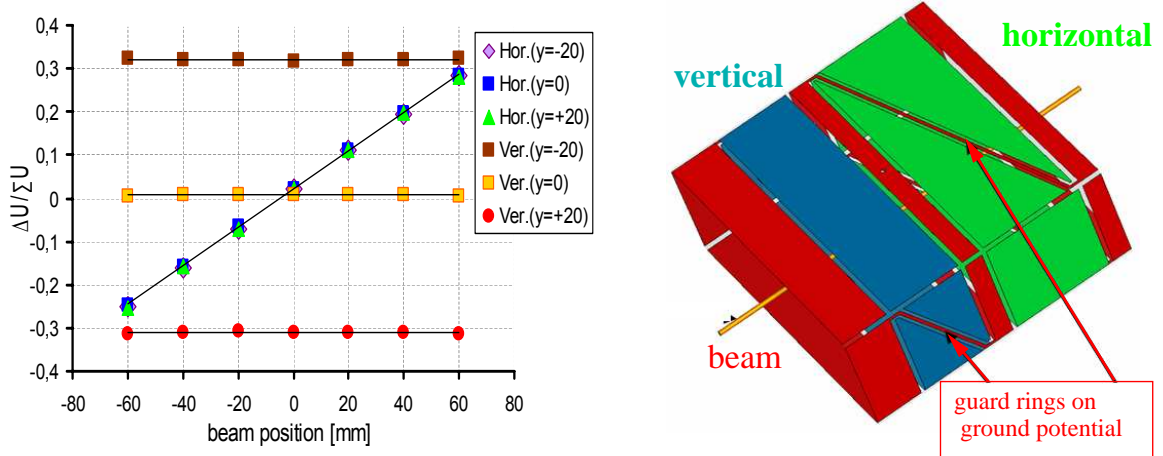 0,4
0,3
0,2
0,1
0
-0,1
-0,2
-0,3
-0,4
ΔU/ΣU
-80 -60 -40 -20 0 20 40 60 80
beam position [mm]
Hor.(y=-20)
Hor.(y=0)
Hor.(y=+20)
Ver.(y=-20)
Ver.(y=0)
Ver.(y=+20)
horizontal
vertical
beam
guard rings on
ground potential